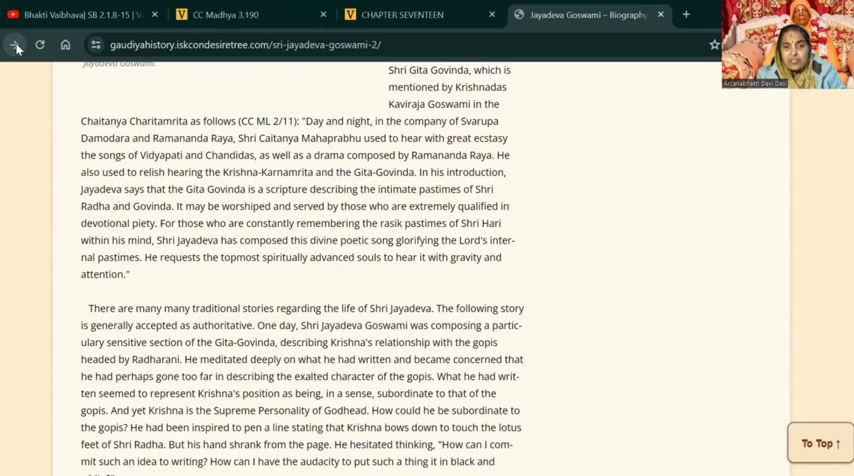 Bhakti Vaibhava| SB 2.1.8-15 | V
CC Madhya 3.190
CHAPTER SEVENTEEN
Jayadeva Goswami – Biography
gaudiyahistory.iskcondesiretree.com/sri-jayadeva-goswami-2/
Arcanabhakti Devi Dasi
Jayadeva Goswami.
Shri Gita Govinda, which is
mentioned by Krishnadas
Kaviraja Goswami in the
Chaitanya Charitamrita as follows (CC ML 2/11): "Day and night, in the company of Svarupa
Damodara and Ramananda Raya, Shri Caitanya Mahaprabhu used to hear with great ecstasy
the songs of Vidyapati and Chandidas, as well as a drama composed by Ramananda Raya. He
also used to relish hearing the Krishna-Karnamrita and the Gita-Govinda. In his introduction,
Jayadeva says that the Gita Govinda is a scripture describing the intimate pastimes of Shri
Radha and Govinda. It may be worshiped and served by those who are extremely qualified in
devotional piety. For those who are constantly remembering the rasik pastimes of Shri Hari
within his mind, Shri Jayadeva has composed this divine poetic song glorifying the Lord's inter-
nal pastimes. He requests the topmost spiritually advanced souls to hear it with gravity and
attention."
There are many many traditional stories regarding the life of Shri Jayadeva. The following story
is generally accepted as authoritative. One day, Shri Jayadeva Goswami was composing a partic-
ulary sensitive section of the Gita-Govinda, describing Krishna's relationship with the gopis
headed by Radharani. He meditated deeply on what he had written and became concerned that
he had perhaps gone too far in describing the exalted character of the gopis. What he had writ-
ten seemed to represent Krishna's position as being, in a sense, subordinate to that of the
gopis. And yet Krishna is the Supreme Personality of Godhead. How could he be subordinate to
the gopis? He had been inspired to pen a line stating that Krishna bows down to touch the lotus
feet of Shri Radha. But his hand shrank from the page. He hesitated thinking, "How can I com-
mit such an idea to writing? How can I have the audacity to put such a thing it in black and
To Top ↑